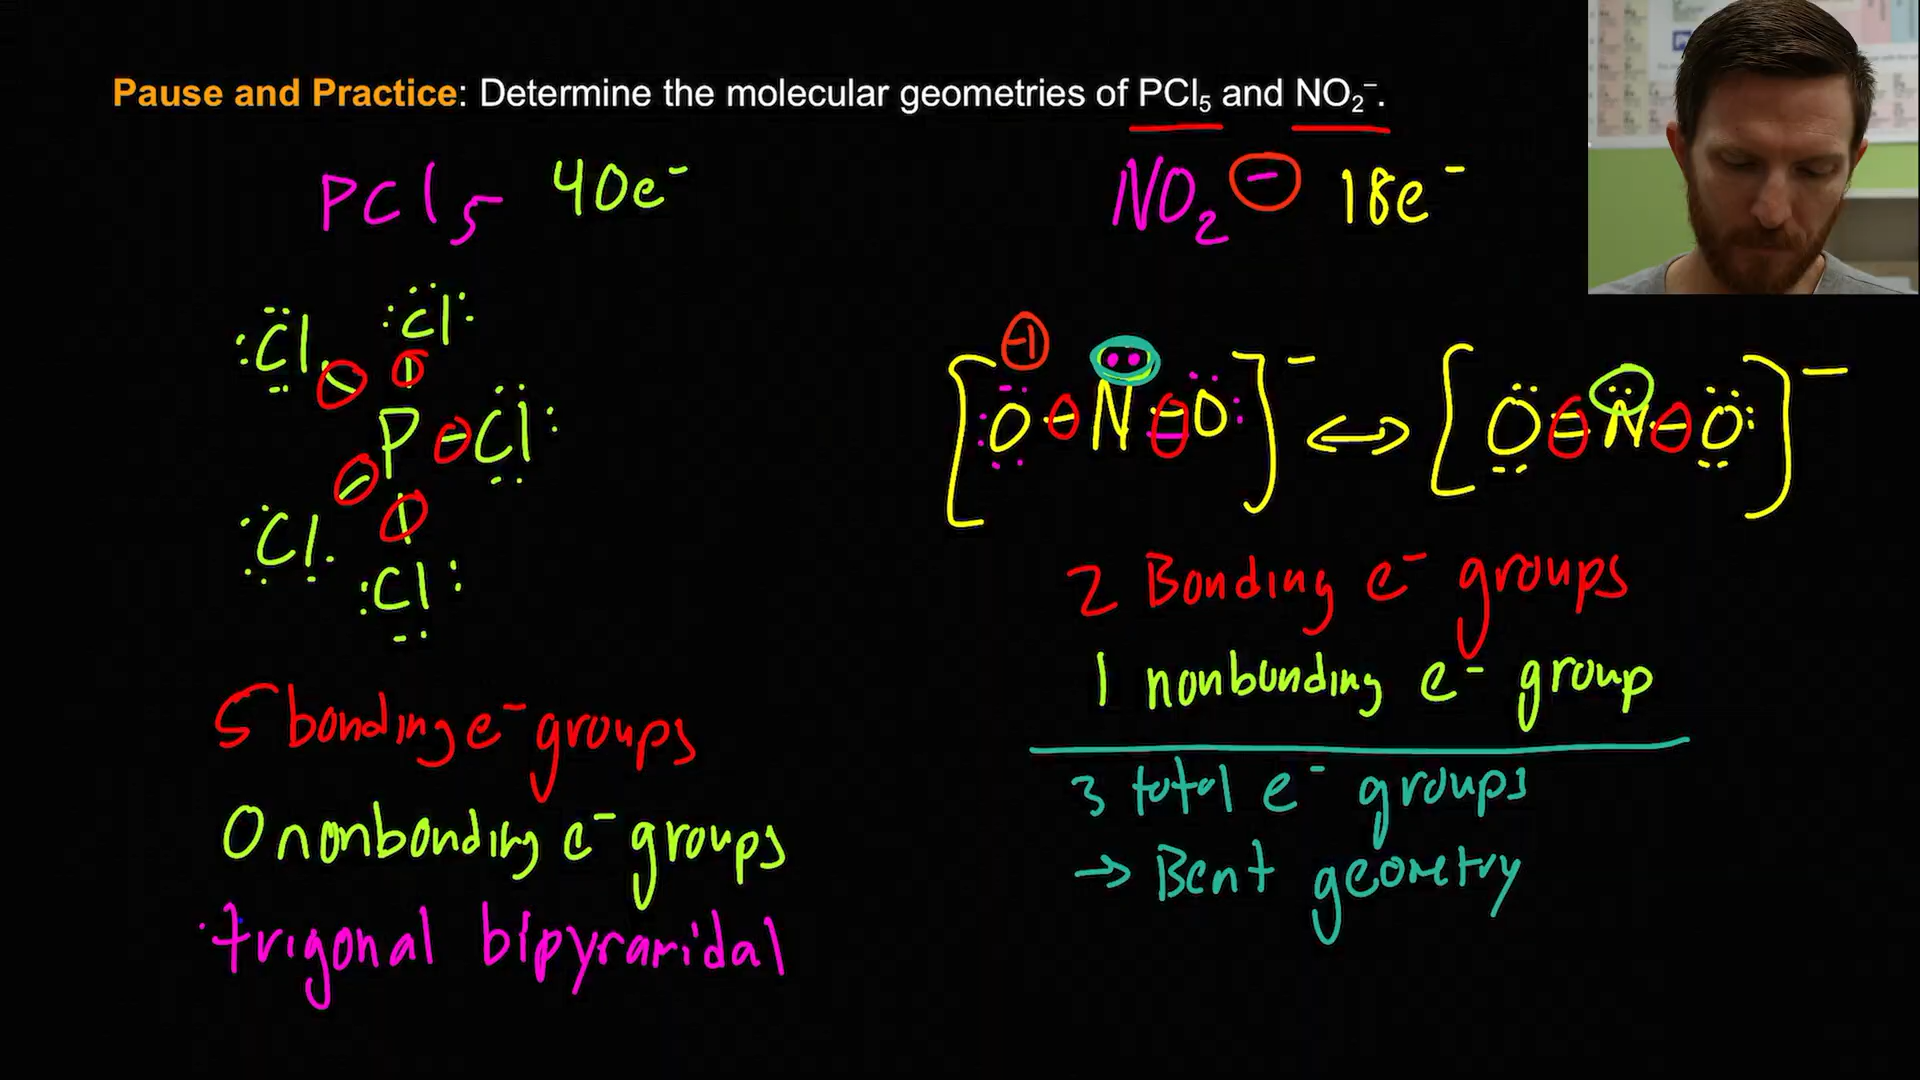 Pause and Practice: Determine the molecular geometries of PCl₅ and NO₂⁻.
PCl₅ 40e⁻
NO₂⁻ 18e⁻
Cl Cl
P Cl
Cl
Cl
-1
[O N O]⁻ ↔ [O N O]⁻
5 bonding e⁻ groups
0 nonbonding e⁻ groups
trigonal bipyramidal
2 Bonding e⁻ groups
1 nonbonding e⁻ group
3 total e⁻ groups
→ Bent geometry